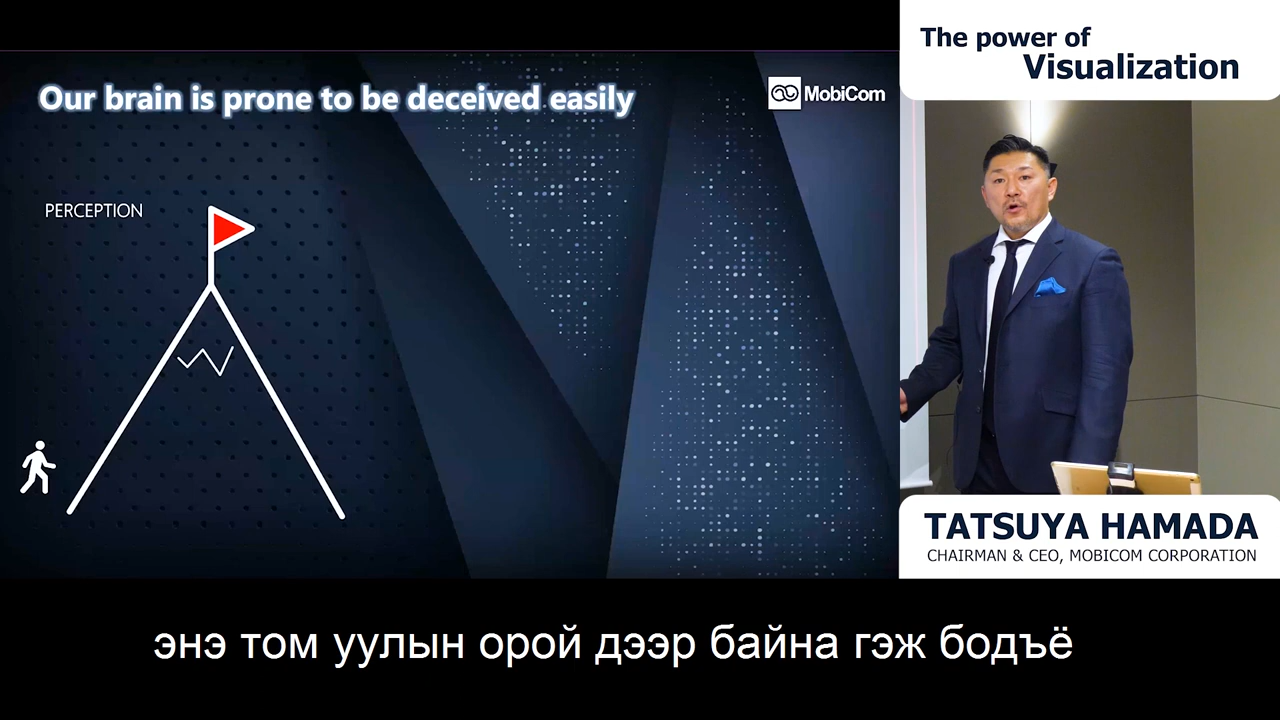 Our brain is prone to be deceived easily
MobiCom
PERCEPTION
The power of
Visualization
TATSUYA HAMADA
CHAIRMAN & CEO, MOBICOM CORPORATION
энэ том уулын орой дээр байна гэж бодъё